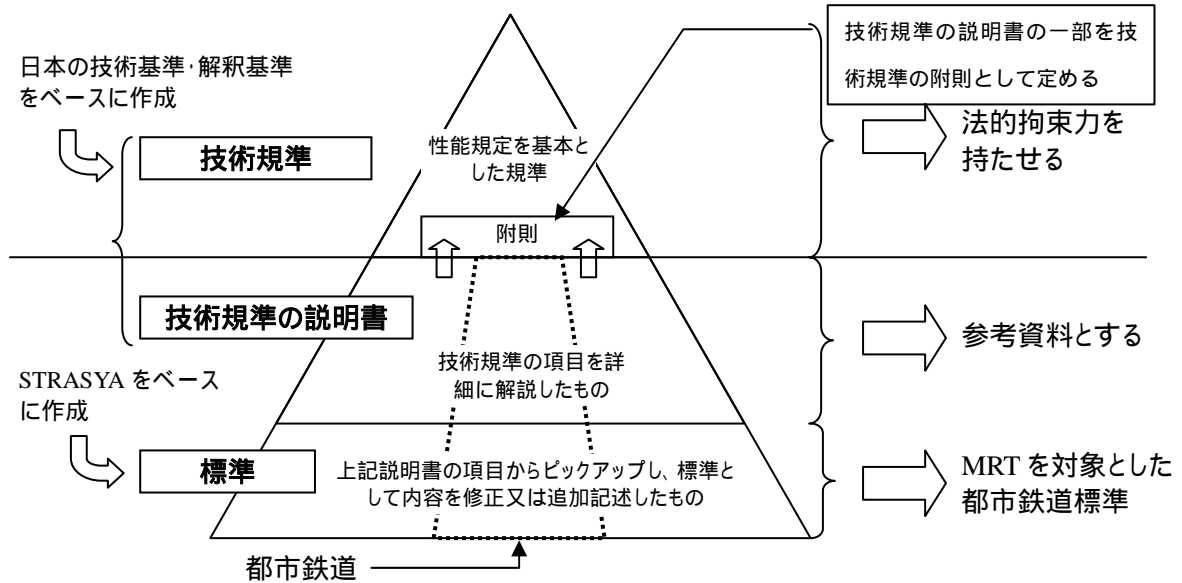 技術規準の説明書の一部を技
術規準の附則として定める
日本の技術基準・解釈基準
をベースに作成
技術規準
性能規定を基本と
した規準
法的拘束力を
持たせる
附則
技術規準の説明書
技術規準の項目を詳
細に解説したもの
参考資料とする
STRASYA をベース
に作成
標準
上記説明書の項目からピックアップし、標準と
して内容を修正又は追加記述したもの
MRT を対象とした
都市鉄道標準
都市鉄道